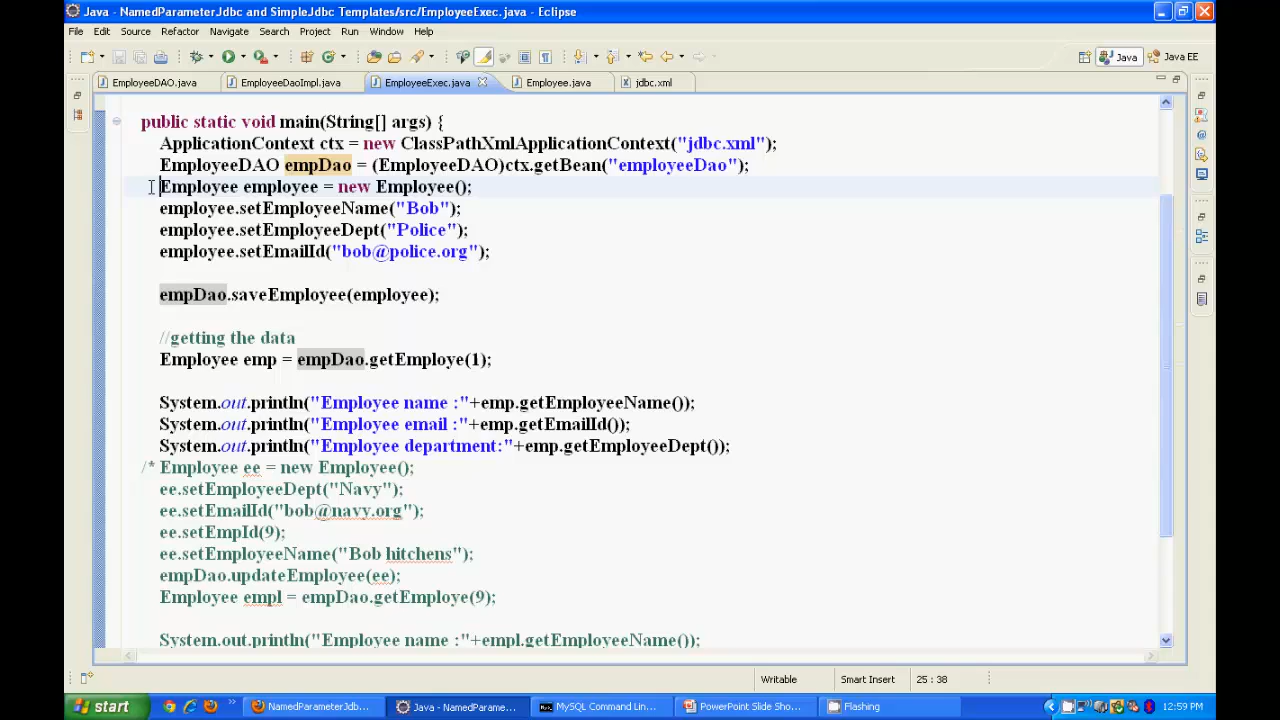 Java - NamedParameterJdbc and SimpleJdbc Templates/src/EmployeeExec.java - Eclipse
File Edit Source Refactor Navigate Search Project Run Window Help
Java Java EE
EmployeeDAO.java EmployeeDaoImpl.java EmployeeExec.java Employee.java jdbc.xml
public static void main(String[] args) {
ApplicationContext ctx = new ClassPathXmlApplicationContext("jdbc.xml");
EmployeeDAO empDao = (EmployeeDAO)ctx.getBean("employeeDao");
Employee employee = new Employee();
employee.setEmployeeName("Bob");
employee.setEmployeeDept("Police");
employee.setEmailId("bob@police.org");
empDao.saveEmployee(employee);
//getting the data
Employee emp = empDao.getEmploye(1);
System.out.println("Employee name :"+emp.getEmployeeName());
System.out.println("Employee email :"+emp.getEmailId());
System.out.println("Employee department:"+emp.getEmployeeDept());
/* Employee ee = new Employee();
ee.setEmployeeDept("Navy");
ee.setEmailId("bob@navy.org");
ee.setEmpId(9);
ee.setEmployeeName("Bob hitchens");
empDao.updateEmployee(ee);
Employee empl = empDao.getEmploye(9);
System.out.println("Employee name :"+empl.getEmployeeName());
Writable Smart Insert 25 : 38
start NamedParameterJdb... Java - NamedParame... MySQL Command Lin... PowerPoint Slide Sho... Flashing 12:59 PM